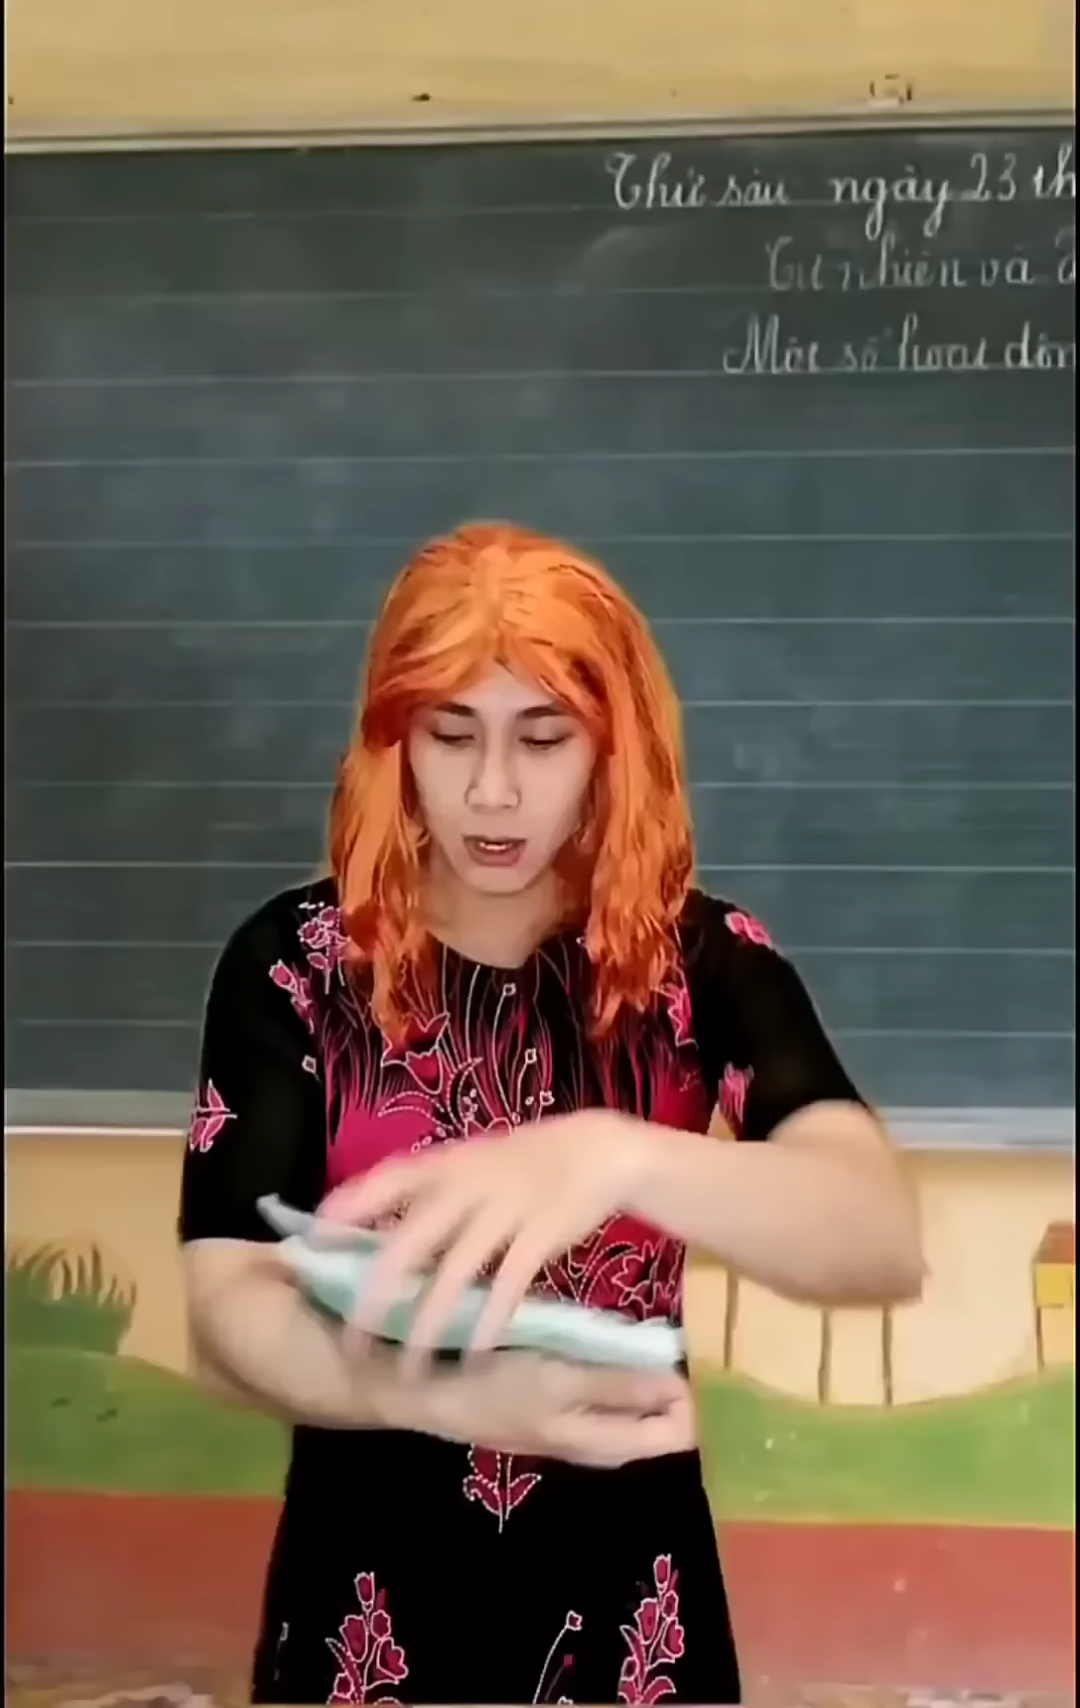 Thứ sáu ngày 23 th
Tự nhiên và
Một số hoạt độn